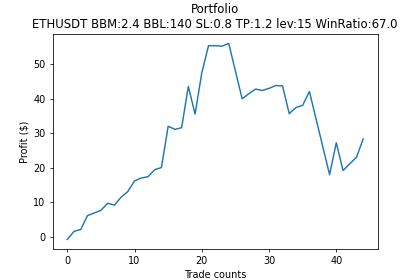 Portfolio
ETHUSDT BBM:2.4 BBL:140 SL:0.8 TP:1.2 lev:15 WinRatio:67.0
50
40
30
20
10
0
Profit ($)
0 10 20 30 40
Trade counts